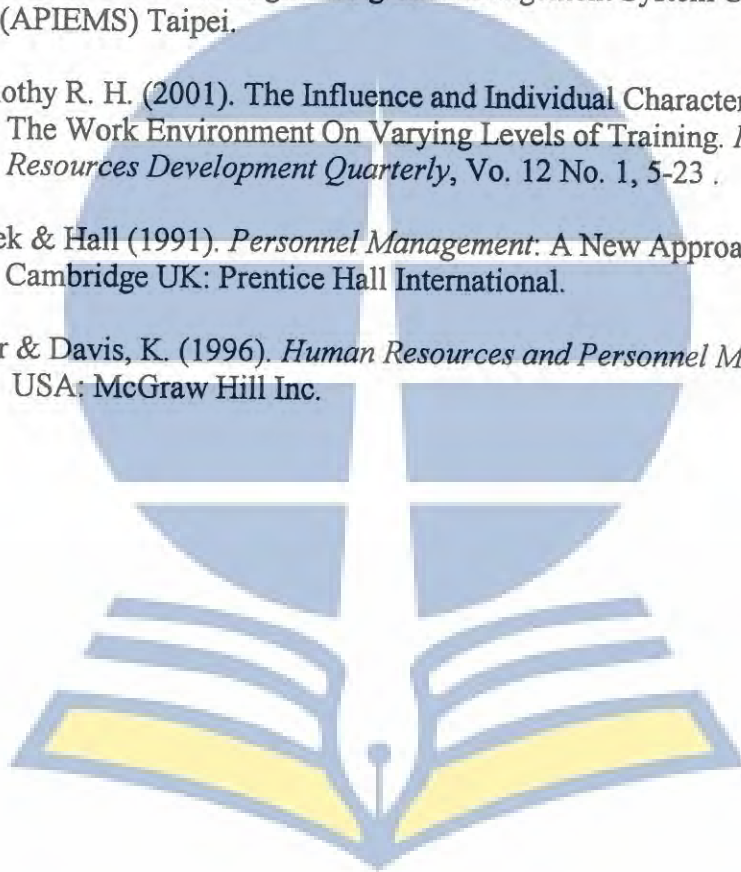 (APIEMS) Taipei.
othy R. H. (2001). The Influence and Individual Character
The Work Environment On Varying Levels of Training.
Resources Development Quarterly, Vo. 12 No. 1, 5-23 .
ek & Hall (1991). Personnel Management: A New Approa
Cambridge UK: Prentice Hall International.
r & Davis, K. (1996). Human Resources and Personnel M
USA: McGraw Hill Inc.